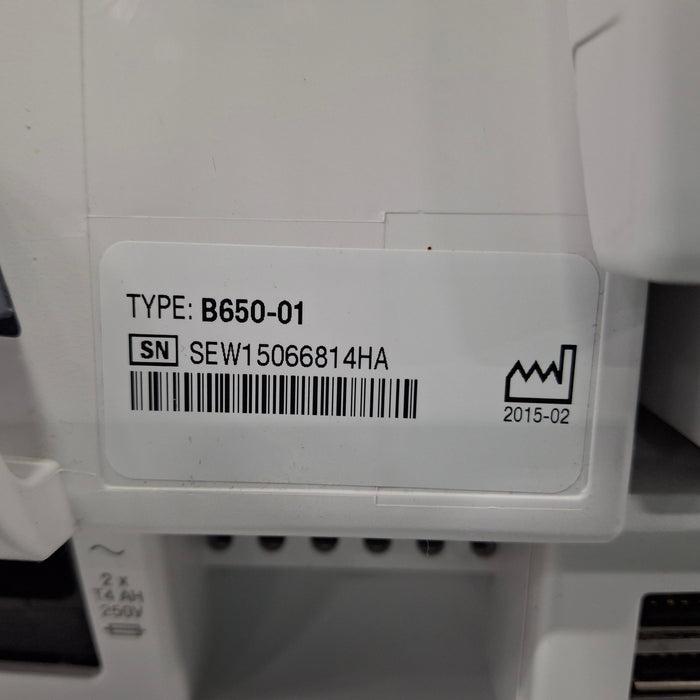 TYPE: B650-01
SN SEW15066814HA
2015-02
2 x
T4 AH
250V